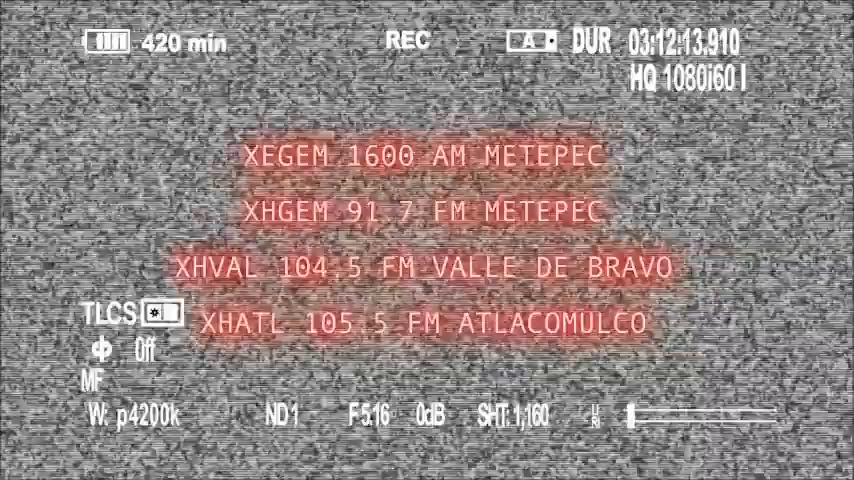 420 min REC A DUR 03:12:13.910
HQ 1080i60 I
XEGEM 1600 AM METEPEC
XHGEM 91.7 FM METEPEC
XHVAL 104.5 FM VALLE DE BRAVO
XHATL 105.5 FM ATLACOMULCO
TLCS
Off
MF
W: p4200k ND1 F5.16 0dB SHT: 1,160